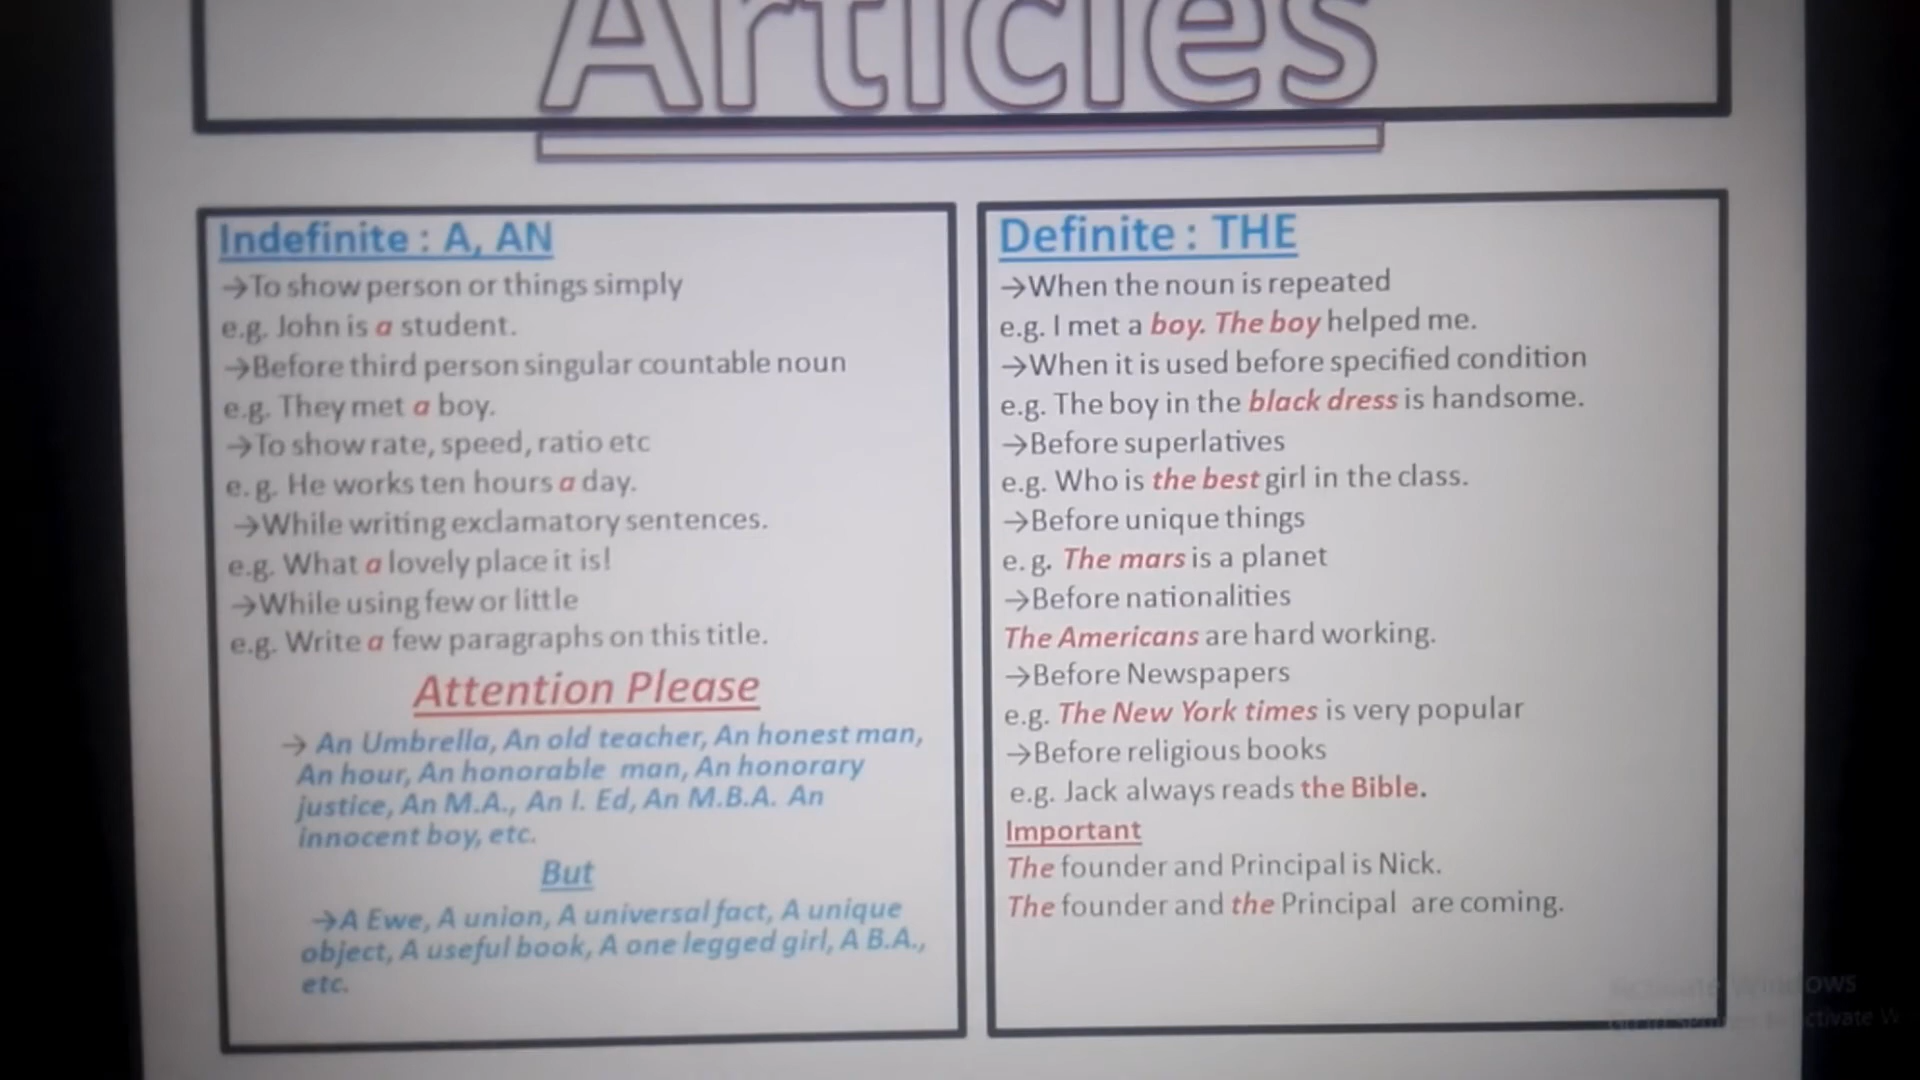 Articles
Indefinite : A, AN
→To show person or things simply
e.g. John is a student.
→Before third person singular countable noun
e.g. They met a boy.
→To show rate, speed, ratio etc
e. g. He works ten hours a day.
→While writing exclamatory sentences.
e.g. What a lovely place it is!
→While using few or little
e.g. Write a few paragraphs on this title.
Attention Please
→ An Umbrella, An old teacher, An honest man,
An hour, An honorable man, An honorary
justice, An M.A., An I. Ed, An M.B.A. An
innocent boy, etc.
But
→A Ewe, A union, A universal fact, A unique
object, A useful book, A one legged girl, A B.A.,
etc.
Definite : THE
→When the noun is repeated
e.g. I met a boy. The boy helped me.
→When it is used before specified condition
e.g. The boy in the black dress is handsome.
→Before superlatives
e.g. Who is the best girl in the class.
→Before unique things
e. g. The mars is a planet
→Before nationalities
The Americans are hard working.
→Before Newspapers
e.g. The New York times is very popular
→Before religious books
e.g. Jack always reads the Bible.
Important
The founder and Principal is Nick.
The founder and the Principal are coming.
Activate Windows